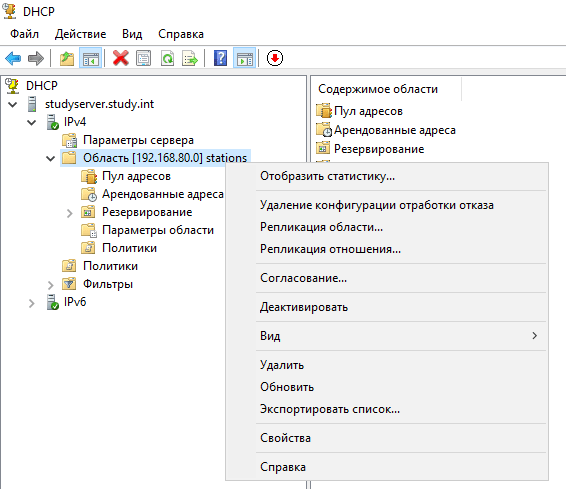 DHCP
Файл Действие Вид Справка
DHCP
studyserver.study.int
IPv4
Параметры сервера
Область [192.168.80.0] stations
Пул адресов
Арендованные адреса
Резервирование
Параметры области
Политики
Политики
Фильтры
IPv6
Содержимое области
Пул адресов
Арендованные адреса
Резервирование
Отобразить статистику...
Удаление конфигурации отработки отказа
Репликация области...
Репликация отношения...
Согласование...
Деактивировать
Вид
Удалить
Обновить
Экспортировать список...
Свойства
Справка